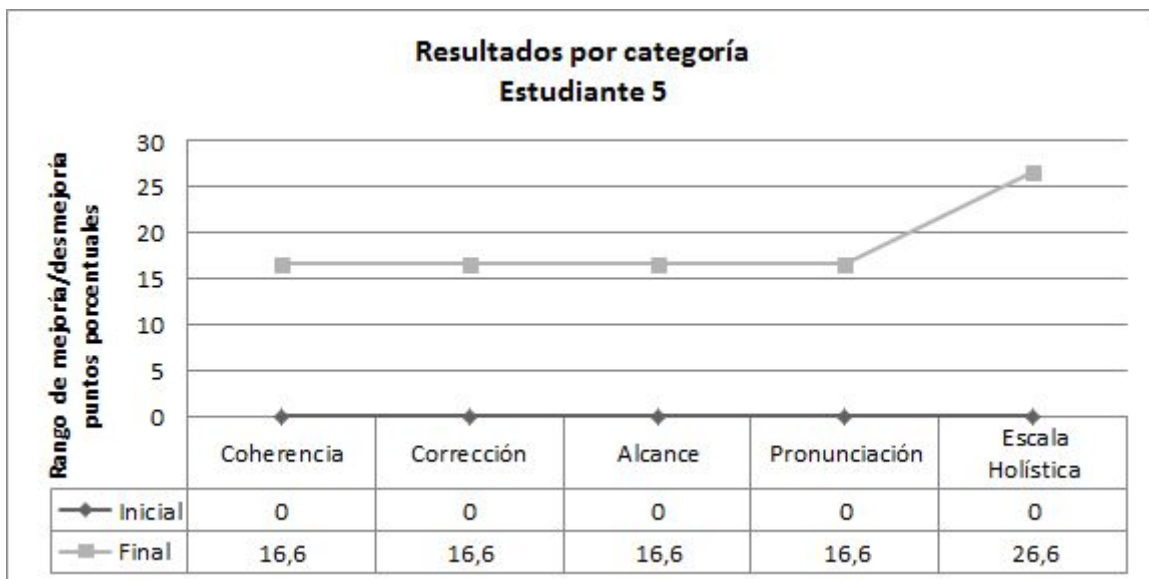 Resultados por categoría
Estudiante 5
Rango de mejoría/desmejoría
puntos porcentuales
30
25
20
15
10
5
0
Coherencia Corrección Alcance Pronunciación Escala Holística
Inicial 0 0 0 0 0
Final 16,6 16,6 16,6 16,6 26,6